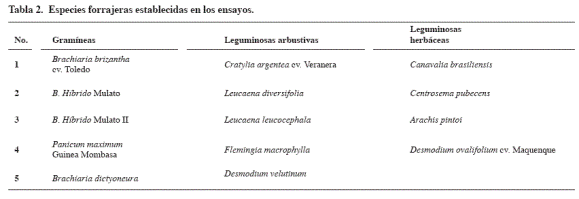 Tabla 2. Especies forrajeras establecidas en los ensayos.
Leguminosas
No. Gramíneas Leguminosas arbustivas herbáceas
Brachiaria brizantha
1 cv. Toledo Cratylia argentea cv. Veranera Canavalia brasiliensis
2 B. Híbrido Mulato Leucaena diversifolia Centrosema pubecens
3 B. Híbrido Mulato II Leucaena leucocephala Arachis pintoi
Panicum maximum
4 Guinea Mombasa Flemingia macrophylla Desmodium ovalifolium cv. Maquenque
5 Brachiaria dictyoneura Desmodium velutinum